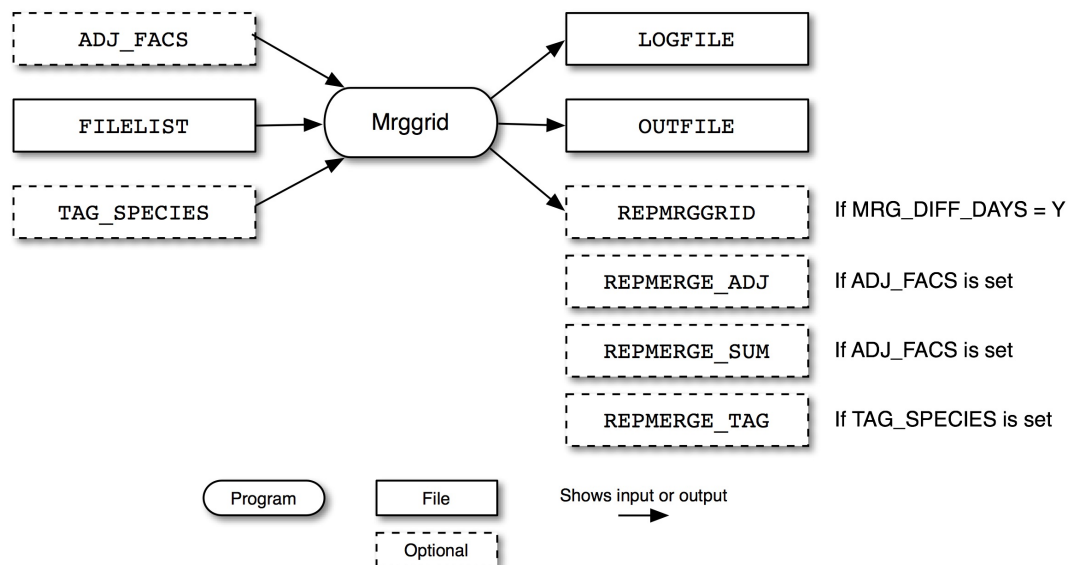 ADJ_FACS
FILELIST
TAG_SPECIES
Mrggrid
LOGFILE
OUTFILE
REPMRGGRID If MRG_DIFF_DAYS = Y
REPMERGE_ADJ If ADJ_FACS is set
REPMERGE_SUM If ADJ_FACS is set
REPMERGE_TAG If TAG_SPECIES is set
Program
File
Shows input or output
Optional